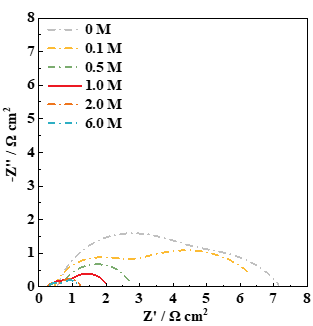 8
7
6
5
4
3
2
1
0
-Z'' / Ω cm²
0 M
0.1 M
0.5 M
1.0 M
2.0 M
6.0 M
0 1 2 3 4 5 6 7 8
Z' / Ω cm²